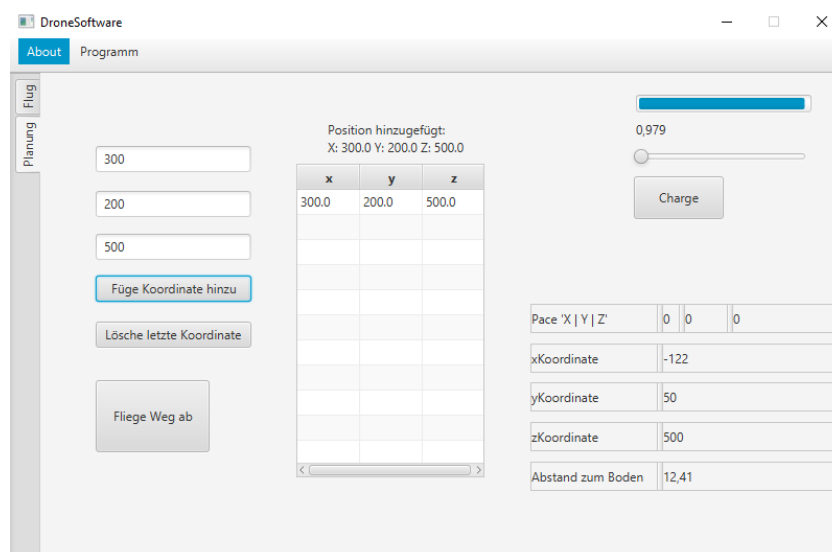 DroneSoftware
About Programm
Flug
Planung
300
200
500
Füge Koordinate hinzu
Lösche letzte Koordinate
Fliege Weg ab
Position hinzugefügt:
X: 300.0 Y: 200.0 Z: 500.0
x y z
300.0 200.0 500.0
0,979
Charge
Pace 'X | Y | Z' 0 0 0
xKoordinate -122
yKoordinate 50
zKoordinate 500
Abstand zum Boden 12,41